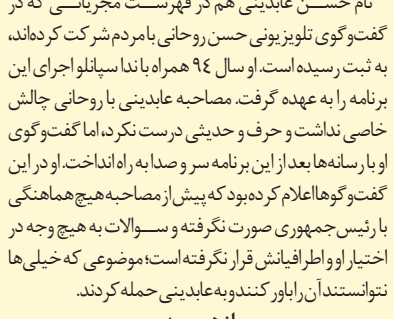 نام حسن عابدینی هم در فهرست مجریانی که در
گفت‌وگوی تلویزیونی حسن روحانی با مردم شرکت کرده‌اند،
به ثبت رسیده است. او سال ٩٤ همراه با ندا سپانلو اجرای این
برنامه را به عهده گرفت. مصاحبه عابدینی با روحانی چالش
خاصی نداشت و حرف و حدیثی درست نکرد، اما گفت‌وگوی
او با رسانه‌ها بعد از این برنامه سر و صدا به راه انداخت. او در این
گفت‌وگوها اعلام کرده بود که پیش از مصاحبه هیچ هماهنگی
با رئیس‌جمهوری صورت نگرفته و سوالات به هیچ وجه در
اختیار او و اطرافیانش قرار نگرفته است؛ موضوعی که خیلی‌ها
نتوانستند آن را باور کنند و به عابدینی حمله کردند.